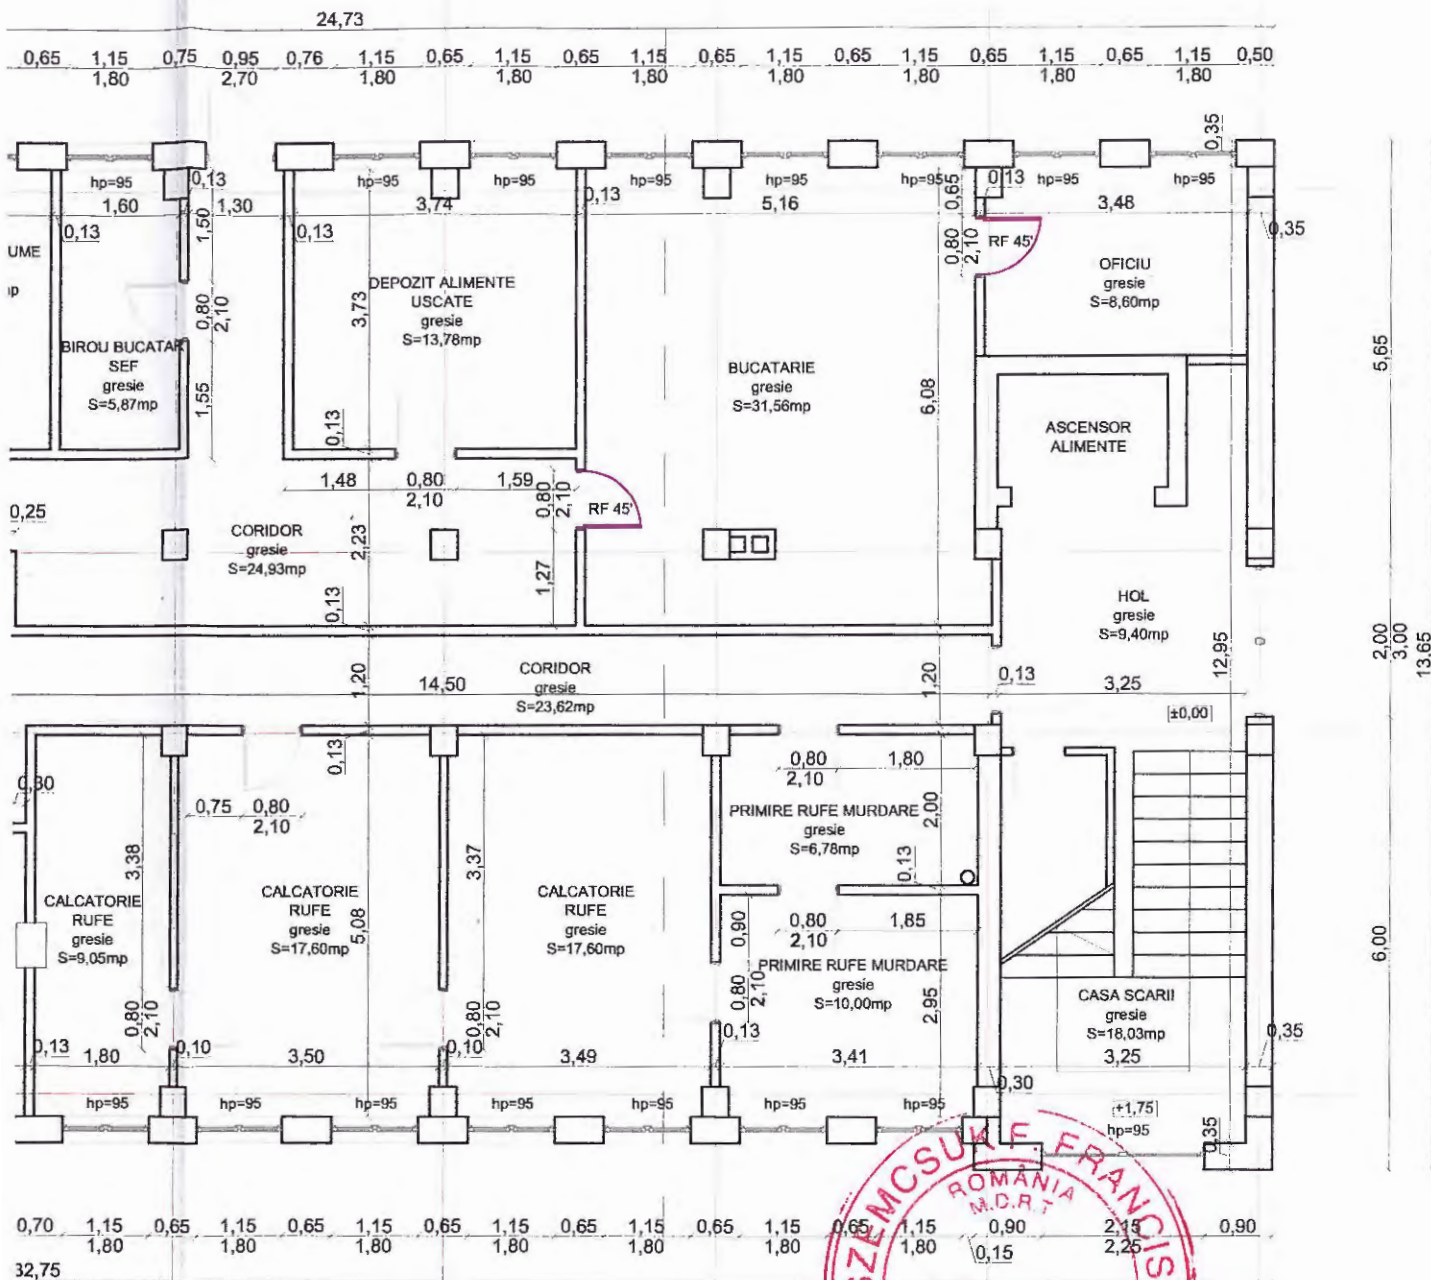 24,73
0,65 1,15 0,75 0,95 0,76 1,15 0,65 1,15 0,65 1,15 0,65 1,15 0,65 1,15 0,65 1,15 0,65 1,15 0,50
1,80 2,70 1,80 1,80 1,80 1,80 1,80 1,80 1,80
0,35
hp=95 hp=95 hp=95 hp=95 hp=95 hp=95 hp=95 hp=95
0,13 0,13 0,65 0,13
1,60 1,30 3,74 5,16 3,48
0,13 1,50 0,13 0,35
UME
0,80
2,10
RF 45'
OFICIU
gresie
S=8,60mp
DEPOZIT ALIMENTE
USCATE
gresie
S=13,78mp
3,73
0,80
2,10
BIROU BUCATAR
SEF
gresie
S=5,87mp
1,55
BUCATARIE
gresie
S=31,56mp
6,08
5,65
0,13
ASCENSOR
ALIMENTE
1,48 0,80 1,59
2,10
0,80
2,10
RF 45'
0,25
CORIDOR
gresie
S=24,93mp
2,23
1,27
0,13
HOL
gresie
S=9,40mp
12,95
2,00
3,00
13,65
CORIDOR
gresie
S=23,62mp
1,20 14,50 1,20
0,13 3,25
±0,00
0,13
0,30
0,75 0,80
2,10
0,80 1,80
2,10
PRIMIRE RUFE MURDARE
gresie
S=6,78mp
2,00
0,13
3,38 3,37
CALCATORIE
RUFE
gresie
S=9,05mp
CALCATORIE
RUFE
gresie
S=17,60mp
5,08
CALCATORIE
RUFE
gresie
S=17,60mp
0,90
0,80 1,85
2,10
6,00
PRIMIRE RUFE MURDARE
gresie
S=10,00mp
2,95
0,80
2,10
0,80
2,10
0,80
2,10
CASA SCARII
gresie
S=18,03mp
0,13 0,10 0,10 0,13 0,35
1,80 3,50 3,49 3,41 3,25
0,30
hp=95 hp=95 hp=95 hp=95 hp=95 hp=95 hp=95
+1,75
hp=95
0,35
SZEMCSUK F. FRANCISC
ROMÂNIA
M.D.R.T
0,70 1,15 0,65 1,15 0,65 1,15 0,65 1,15 0,65 1,15 0,65 1,15 0,65 1,15 0,90 2,15 0,90
1,80 1,80 1,80 1,80 1,80 1,80 1,80 0,15 2,25
32,75